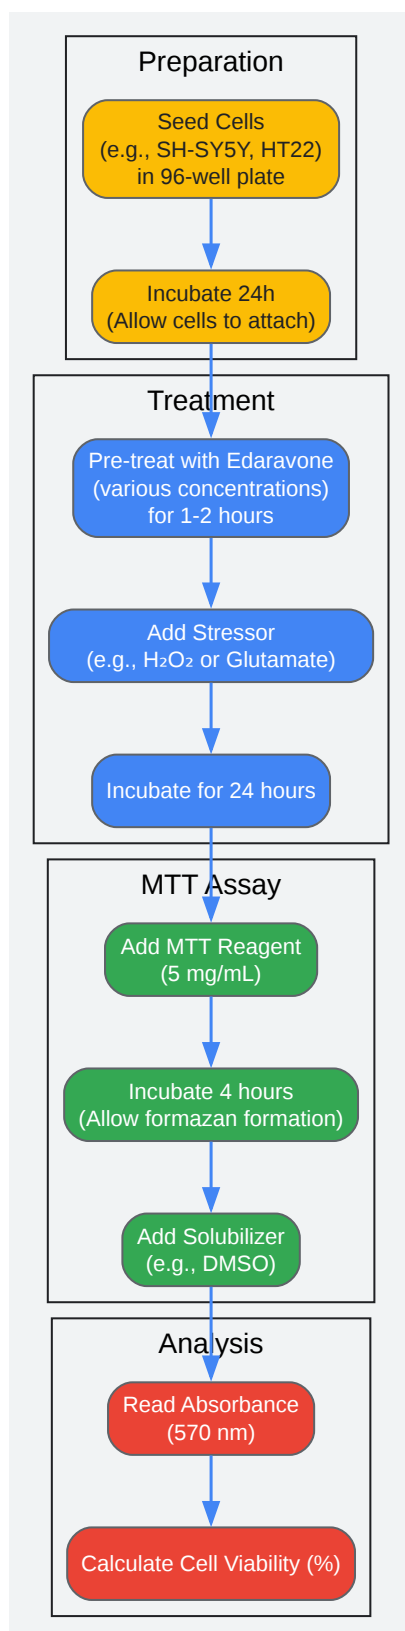 Preparation
Seed Cells
(e.g., SH-SY5Y, HT22)
in 96-well plate
Incubate 24h
(Allow cells to attach)
Treatment
Pre-treat with Edaravone
(various concentrations)
for 1-2 hours
Add Stressor
(e.g., H₂O₂ or Glutamate)
Incubate for 24 hours
MTT Assay
Add MTT Reagent
(5 mg/mL)
Incubate 4 hours
(Allow formazan formation)
Add Solubilizer
(e.g., DMSO)
Analysis
Read Absorbance
(570 nm)
Calculate Cell Viability (%)